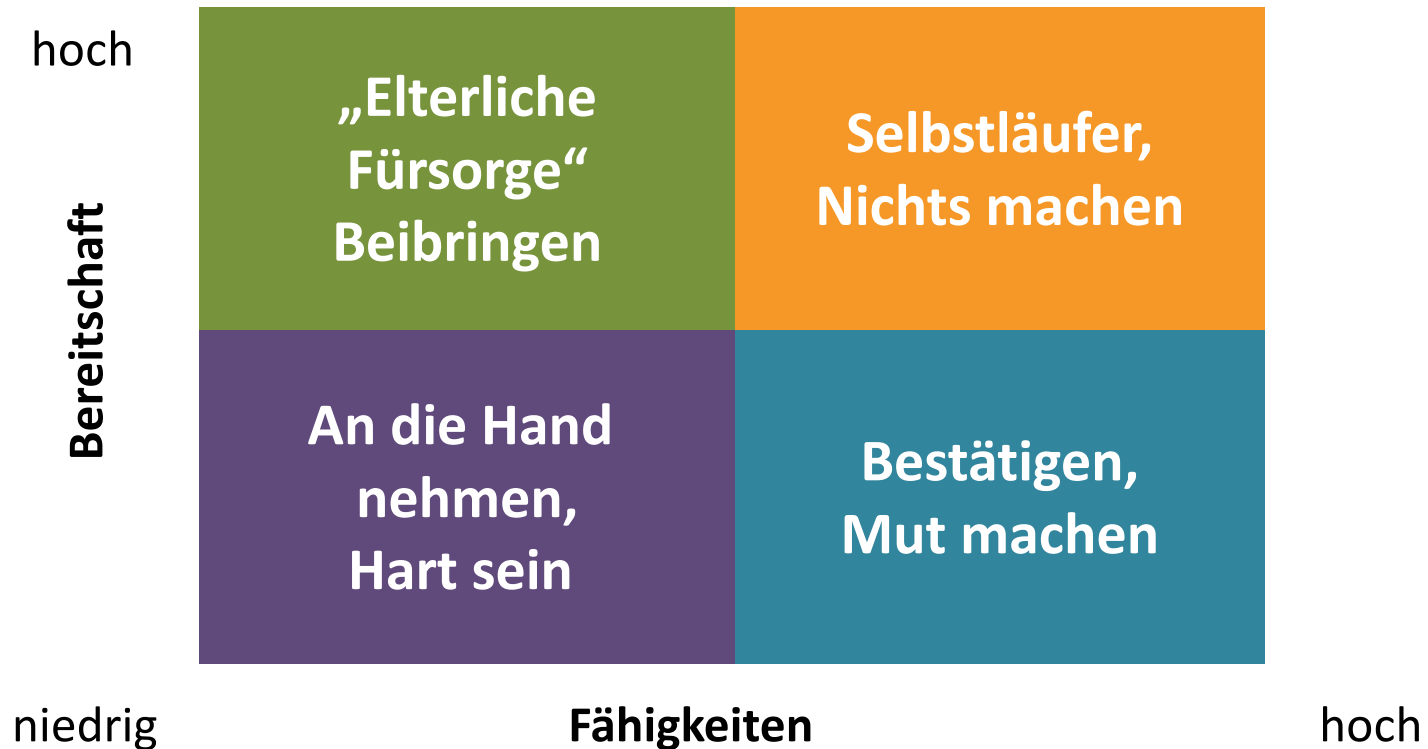 hoch
„Elterliche
Fürsorge“
Beibringen
Selbstläufer,
Nichts machen
Bereitschaft
An die Hand
nehmen,
Hart sein
Bestätigen,
Mut machen
niedrig
Fähigkeiten
hoch